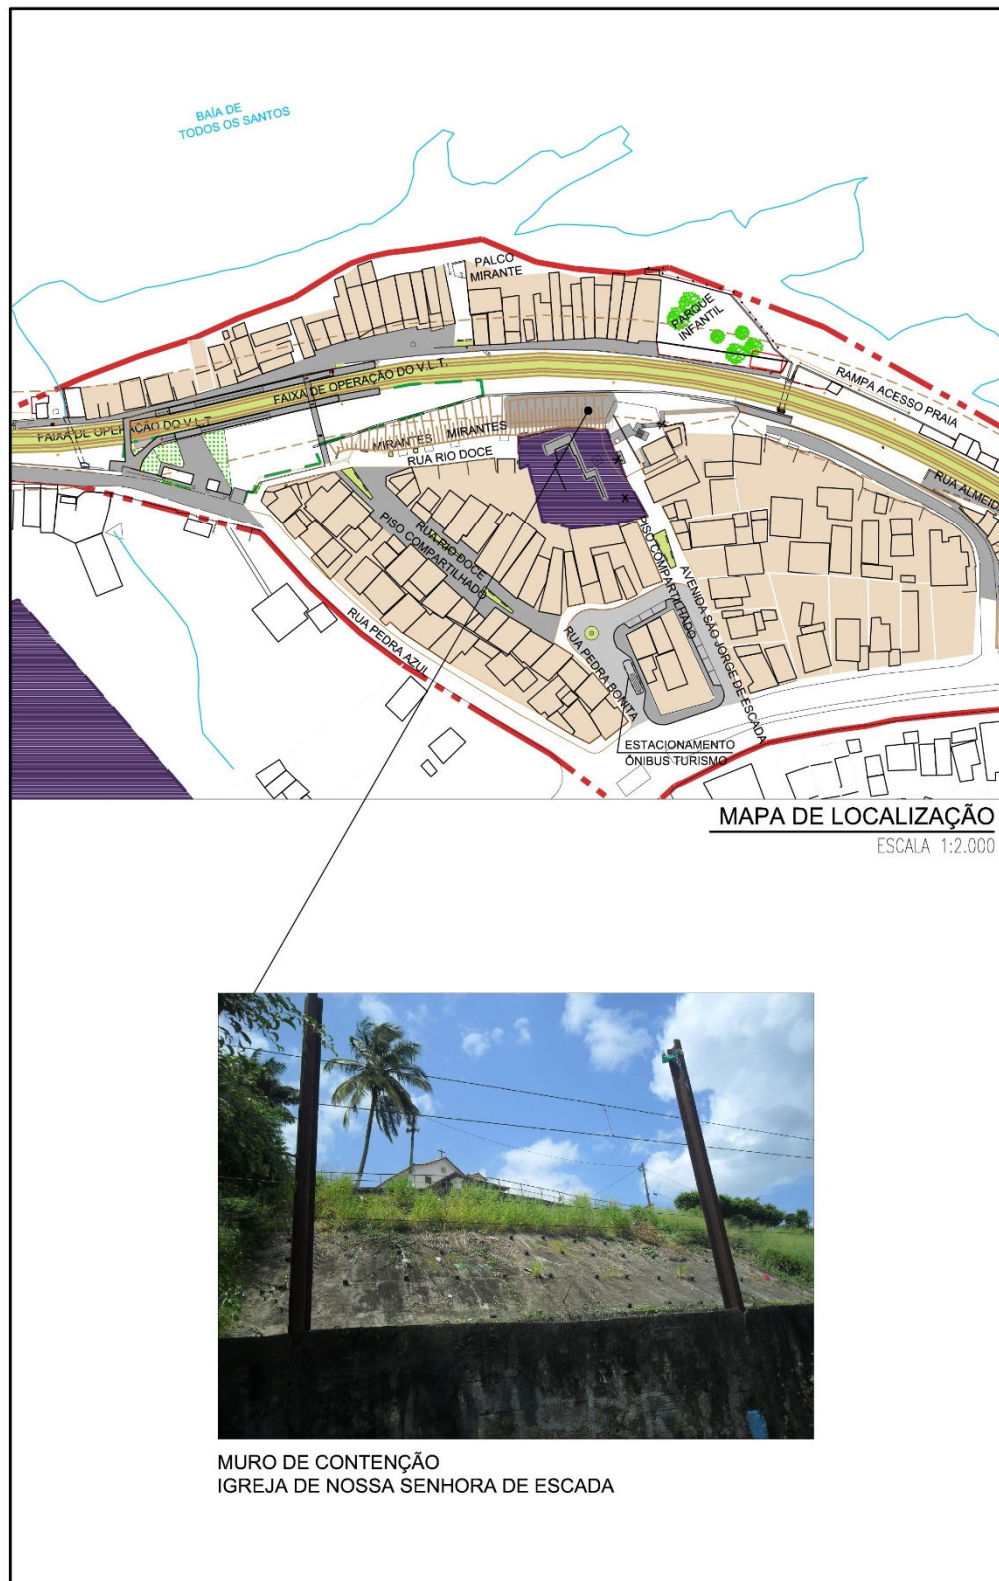 BAÍA DE
TODOS OS SANTOS
PALCO
MIRANTE
PARQUE
INFANTIL
RAMPA ACESSO PRAIA
FAIXA DE OPERAÇÃO DO V.L.T.
FAIXA DE OPERAÇÃO DO V.L.T.
MIRANTES
MIRANTES
RUA RIO DOCE
RUA ALMEIDA
RUA RIO DOCE
PISO COMPARTILHADO
PISO COMPARTILHADO
AVENIDA SÃO JORGE DE ESCADA
RUA PEDRA AZUL
RUA PEDRA BONITA
ESTACIONAMENTO
ÔNIBUS TURISMO
MAPA DE LOCALIZAÇÃO
ESCALA 1:2.000
MURO DE CONTENÇÃO
IGREJA DE NOSSA SENHORA DE ESCADA